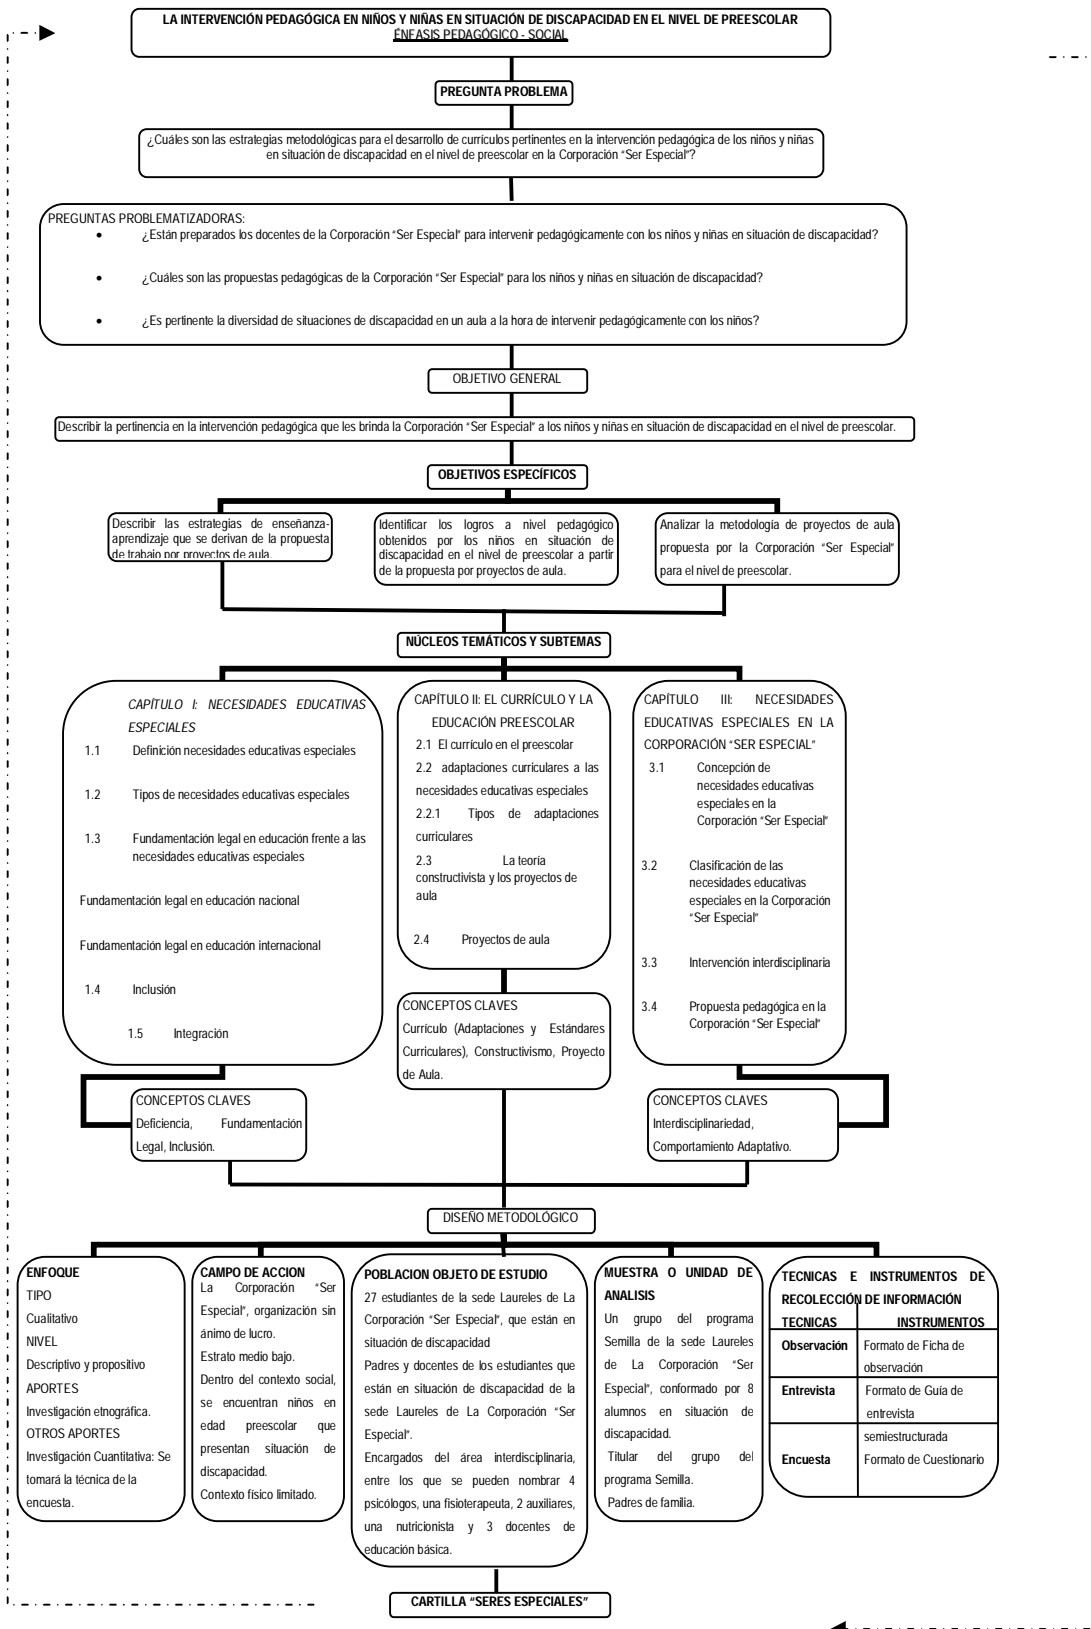 LA INTERVENCIÓN PEDAGÓGICA EN NIÑOS Y NIÑAS EN SITUACIÓN DE DISCAPACIDAD EN EL NIVEL DE PREESCOLAR
ÉNFASIS PEDAGÓGICO - SOCIAL
PREGUNTA PROBLEMA
¿Cuáles son las estrategias metodológicas para el desarrollo de currículos pertinentes en la intervención pedagógica de los niños y niñas
en situación de discapacidad en el nivel de preescolar en la Corporación “Ser Especial”?
PREGUNTAS PROBLEMATIZADORAS:
• ¿Están preparados los docentes de la Corporación “Ser Especial” para intervenir pedagógicamente con los niños y niñas en situación de discapacidad?
• ¿Cuáles son las propuestas pedagógicas de la Corporación “Ser Especial” para los niños y niñas en situación de discapacidad?
• ¿Es pertinente la diversidad de situaciones de discapacidad en un aula a la hora de intervenir pedagógicamente con los niños?
OBJETIVO GENERAL
Describir la pertinencia en la intervención pedagógica que les brinda la Corporación “Ser Especial” a los niños y niñas en situación de discapacidad en el nivel de preescolar.
OBJETIVOS ESPECÍFICOS
Describir las estrategias de enseñanza-
aprendizaje que se derivan de la propuesta
de trabajo por proyectos de aula.
Identificar los logros a nivel pedagógico
obtenidos por los niños en situación de
discapacidad en el nivel de preescolar a partir
de la propuesta por proyectos de aula.
Analizar la metodología de proyectos de aula
propuesta por la Corporación “Ser Especial”
para el nivel de preescolar.
NÚCLEOS TEMÁTICOS Y SUBTEMAS
CAPÍTULO I: NECESIDADES EDUCATIVAS
ESPECIALES
1.1 Definición necesidades educativas especiales
1.2 Tipos de necesidades educativas especiales
1.3 Fundamentación legal en educación frente a las
necesidades educativas especiales
Fundamentación legal en educación nacional
Fundamentación legal en educación internacional
1.4 Inclusión
1.5 Integración
CAPÍTULO II: EL CURRÍCULO Y LA
EDUCACIÓN PREESCOLAR
2.1 El currículo en el preescolar
2.2 adaptaciones curriculares a las
necesidades educativas especiales
2.2.1 Tipos de adaptaciones
curriculares
2.3 La teoría
constructivista y los proyectos de
aula
2.4 Proyectos de aula
CAPÍTULO III: NECESIDADES
EDUCATIVAS ESPECIALES EN LA
CORPORACIÓN “SER ESPECIAL”
3.1 Concepción de
necesidades educativas
especiales en la
Corporación “Ser Especial”
3.2 Clasificación de las
necesidades educativas
especiales en la Corporación
“Ser Especial”
3.3 Intervención interdisciplinaria
3.4 Propuesta pedagógica en la
Corporación “Ser Especial”
CONCEPTOS CLAVES
Deficiencia, Fundamentación
Legal, Inclusión.
CONCEPTOS CLAVES
Currículo (Adaptaciones y Estándares
Curriculares), Constructivismo, Proyecto
de Aula.
CONCEPTOS CLAVES
Interdisciplinariedad,
Comportamiento Adaptativo.
DISEÑO METODOLÓGICO
ENFOQUE
TIPO
Cualitativo
NIVEL
Descriptivo y propositivo
APORTES
Investigación etnográfica.
OTROS APORTES
Investigación Cuantitativa: Se
tomará la técnica de la
encuesta.
CAMPO DE ACCION
La Corporación “Ser
Especial”, organización sin
ánimo de lucro.
Estrato medio bajo.
Dentro del contexto social,
se encuentran niños en
edad preescolar que
presentan situación de
discapacidad.
Contexto físico limitado.
POBLACION OBJETO DE ESTUDIO
27 estudiantes de la sede Laureles de La
Corporación “Ser Especial”, que están en
situación de discapacidad
Padres y docentes de los estudiantes que
están en situación de discapacidad de la
sede Laureles de La Corporación “Ser
Especial”.
Encargados del área interdisciplinaria,
entre los que se pueden nombrar 4
psicólogos, una fisioterapeuta, 2 auxiliares,
una nutricionista y 3 docentes de
educación básica.
MUESTRA O UNIDAD DE
ANALISIS
Un grupo del programa
Semilla de la sede Laureles
de La Corporación “Ser
Especial”, conformado por 8
alumnos en situación de
discapacidad.
Titular del grupo del
programa Semilla.
Padres de familia.
TECNICAS E INSTRUMENTOS DE
RECOLECCIÓN DE INFORMACIÓN
TECNICAS INSTRUMENTOS
Observación Formato de Ficha de
observación
Entrevista Formato de Guía de
entrevista
semiestructurada
Encuesta Formato de Cuestionario
CARTILLA “SERES ESPECIALES”